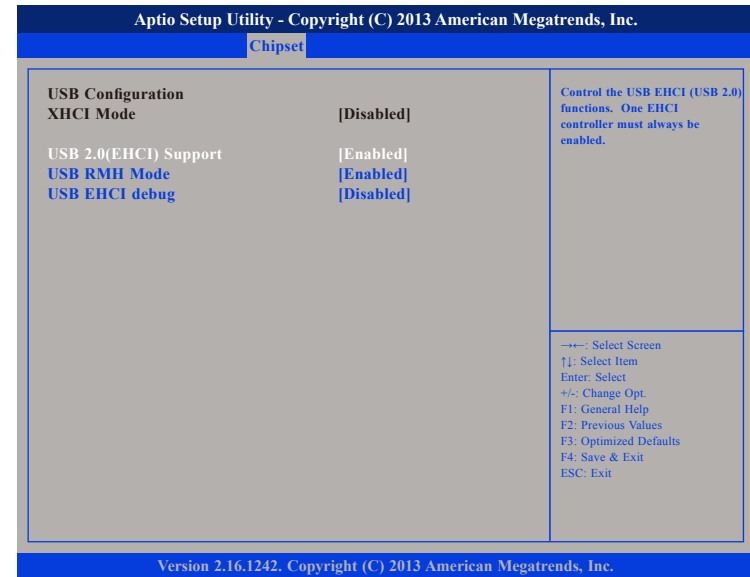 Aptio Setup Utility - Copyright (C) 2013 American Megatrends, Inc.
Chipset
USB Configuration
XHCI Mode [Disabled]
USB 2.0(EHCI) Support [Enabled]
USB RMH Mode [Enabled]
USB EHCI debug [Disabled]
Control the USB EHCI (USB 2.0)
functions. One EHCI
controller must always be
enabled.
→←: Select Screen
↑↓: Select Item
Enter: Select
+/-: Change Opt.
F1: General Help
F2: Previous Values
F3: Optimized Defaults
F4: Save & Exit
ESC: Exit
Version 2.16.1242. Copyright (C) 2013 American Megatrends, Inc.